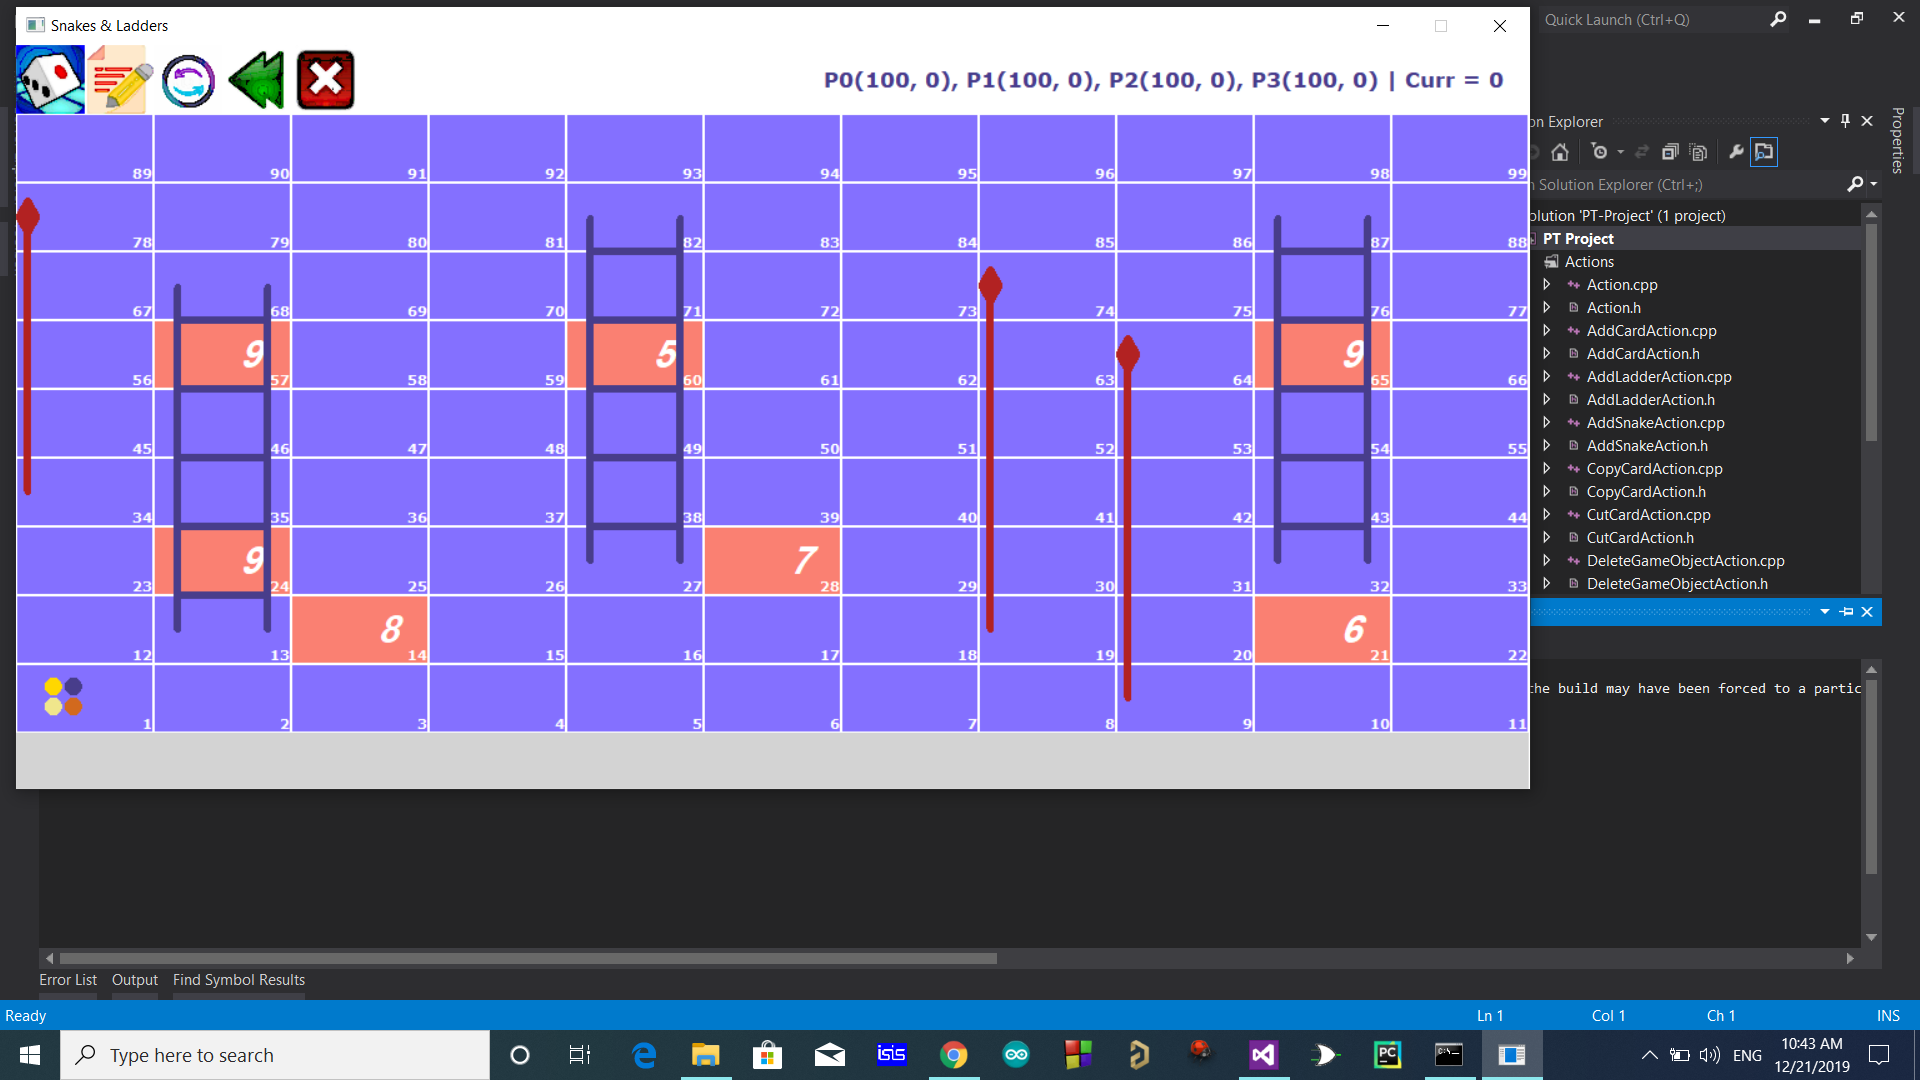 Snakes & Ladders
Quick Launch (Ctrl+Q)
P0(100, 0), P1(100, 0), P2(100, 0), P3(100, 0) | Curr = 0
on Explorer
Properties
Solution Explorer (Ctrl+;)
olution 'PT-Project' (1 project)
PT Project
Actions
Action.cpp
Action.h
AddCardAction.cpp
AddCardAction.h
AddLadderAction.cpp
AddLadderAction.h
AddSnakeAction.cpp
AddSnakeAction.h
CopyCardAction.cpp
CopyCardAction.h
CutCardAction.cpp
CutCardAction.h
DeleteGameObjectAction.cpp
DeleteGameObjectAction.h
89 90 91 92 93 94 95 96 97 98 99
78 79 80 81 82 83 84 85 86 87 88
67 68 69 70 71 72 73 74 75 76 77
9 5 9
56 57 58 59 60 61 62 63 64 65 66
45 46 47 48 49 50 51 52 53 54 55
34 35 36 37 38 39 40 41 42 43 44
9 7
23 24 25 26 27 28 29 30 31 32 33
8 6
12 13 14 15 16 17 18 19 20 21 22
1 2 3 4 5 6 7 8 9 10 11
the build may have been forced to a partic
Error List Output Find Symbol Results
Ready Ln 1 Col 1 Ch 1 INS
Type here to search
isis
PC
ENG
10:43 AM
12/21/2019